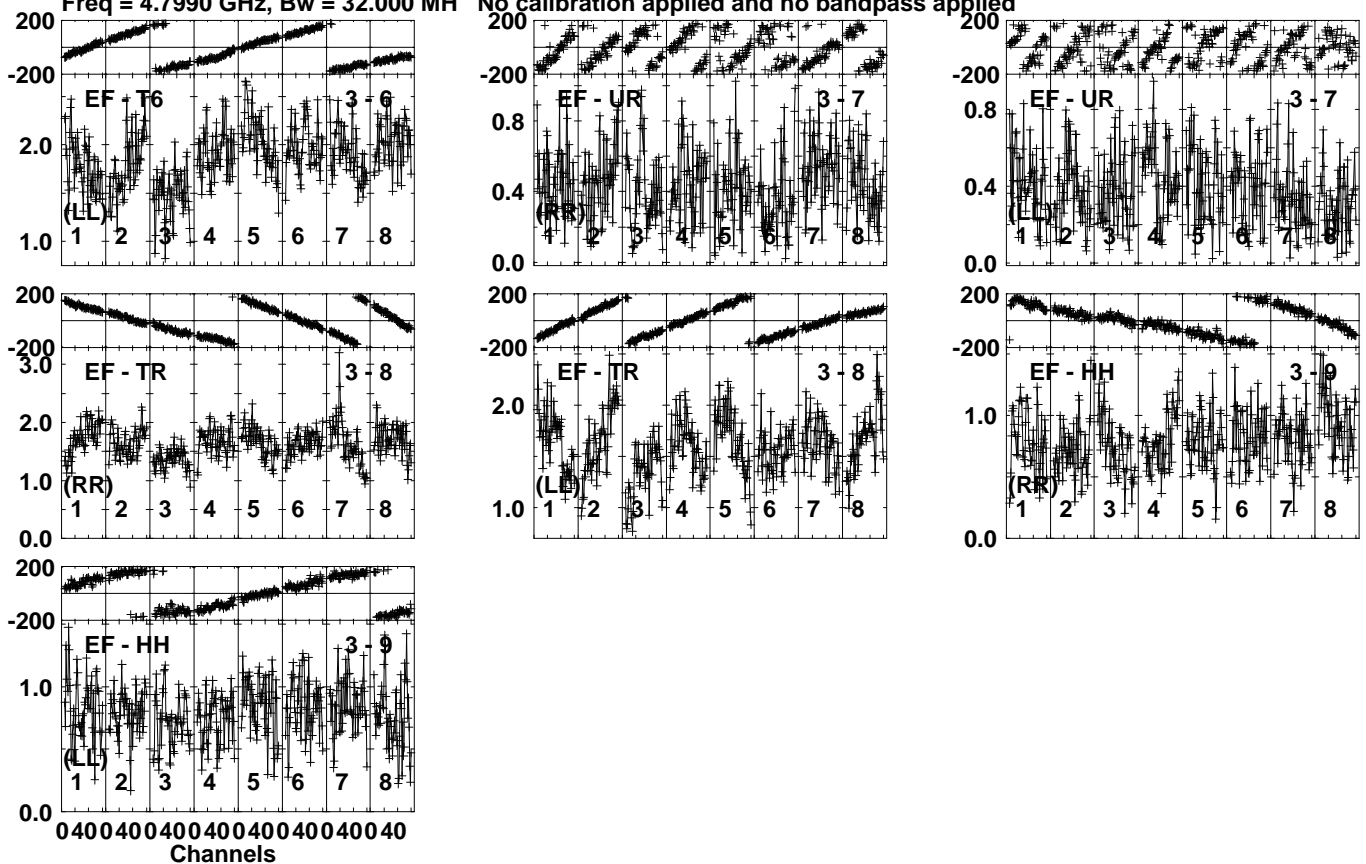 Freq = 4.7990 GHz, Bw = 32.000 MH No calibration applied and no bandpass applied
200
-200
EF - T6 3 - 6
2.0
1.0
(LL)
1 2 3 4 5 6 7 8
200
-200
EF - UR 3 - 7
0.8
0.4
0.0
(RR)
1 2 3 4 5 6 7 8
200
-200
EF - UR 3 - 7
0.8
0.4
0.0
(LL)
1 2 3 4 5 6 7 8
200
-200
EF - TR 3 - 8
3.0
2.0
1.0
0.0
(RR)
1 2 3 4 5 6 7 8
200
-200
EF - TR 3 - 8
2.0
1.0
(LL)
1 2 3 4 5 6 7 8
200
-200
EF - HH 3 - 9
1.0
0.0
(RR)
1 2 3 4 5 6 7 8
200
-200
EF - HH 3 - 9
1.0
0.0
(LL)
1 2 3 4 5 6 7 8
0 40 0 40 0 40 0 40 0 40 0 40 0 40 0 40
Channels